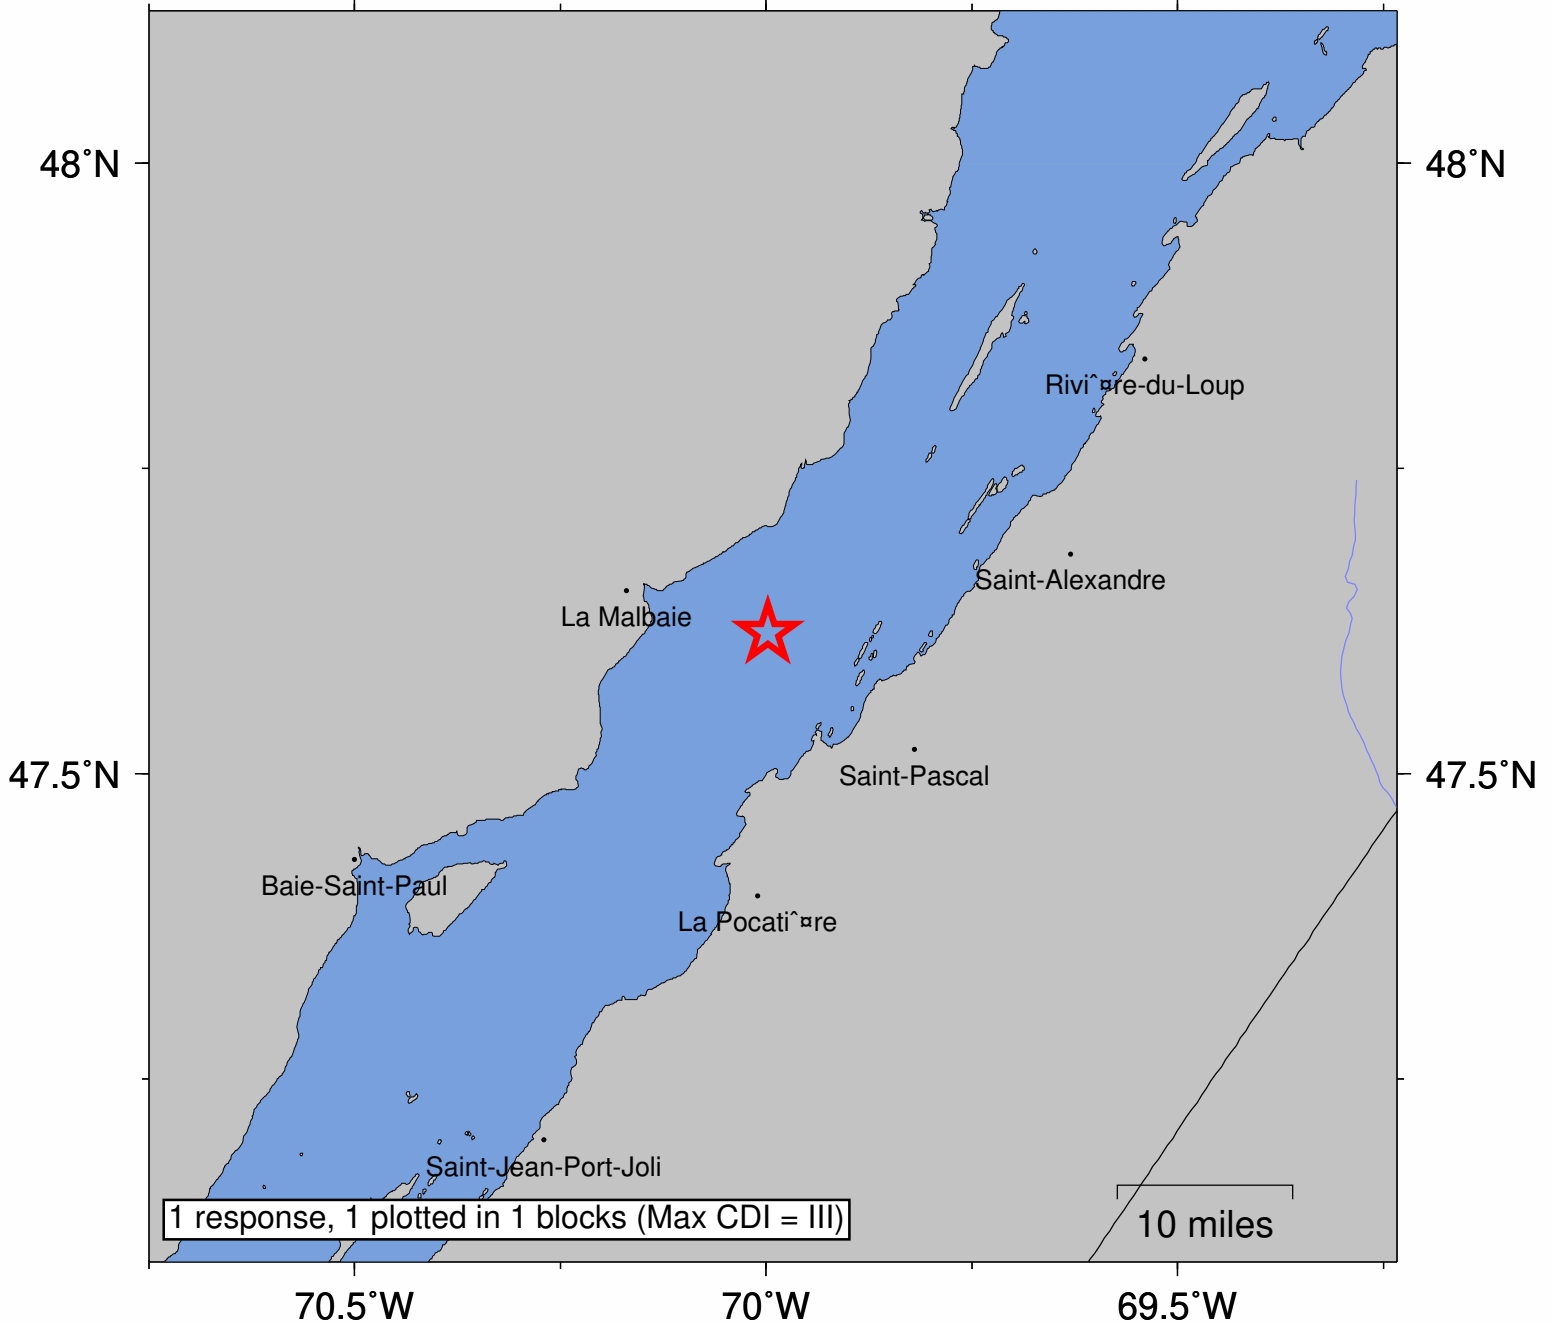 48°N
48°N
Riviˆ¤re-du-Loup
Saint-Alexandre
La Malbaie
47.5°N
Saint-Pascal
47.5°N
Baie-Saint-Paul
La Pocatiˆ¤re
Saint-Jean-Port-Joli
1 response, 1 plotted in 1 blocks (Max CDI = III)
10 miles
70.5°W
70°W
69.5°W